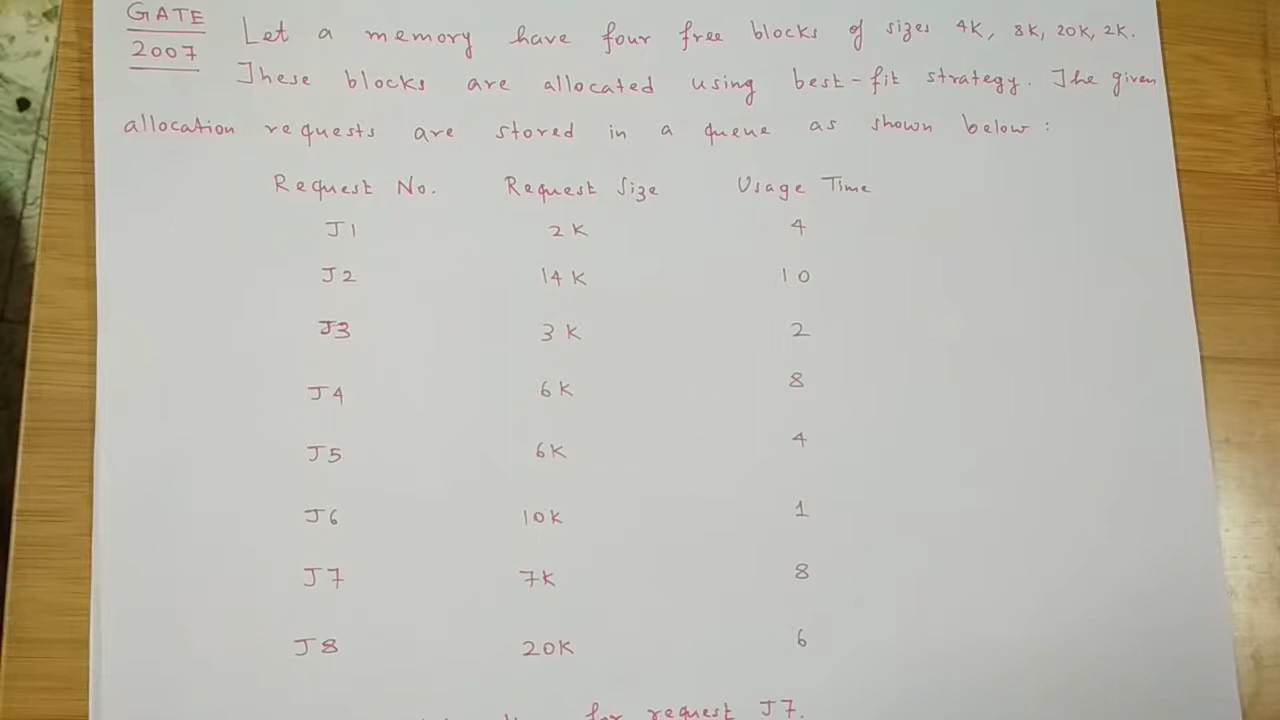 GATE
2007
Let a memory have four free blocks of sizes 4K, 8K, 20K, 2K.
These blocks are allocated using best-fit strategy. The given
allocation requests are stored in a queue as shown below :
Request No. Request Size Usage Time
J1 2K 4
J2 14K 10
J3 3K 2
J4 6K 8
J5 6K 4
J6 10K 1
J7 7K 8
J8 20K 6
for request J7.